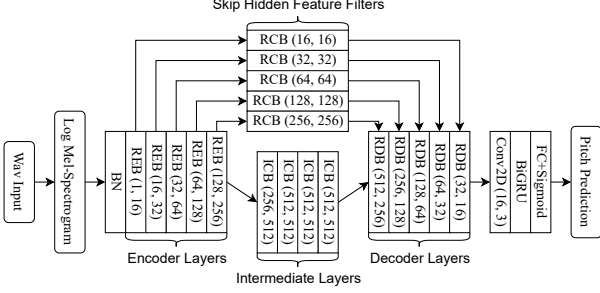 Skip Hidden Feature Filters
RCB (16, 16)
RCB (32, 32)
RCB (64, 64)
RCB (128, 128)
RCB (256, 256)
Wav Input
Log Mel-Spectrogram
BN
REB (1, 16)
REB (16, 32)
REB (32, 64)
REB (64, 128)
REB (128, 256)
Encoder Layers
ICB (256, 512)
ICB (512, 512)
ICB (512, 512)
ICB (512, 512)
Intermediate Layers
RDB (512, 256)
RDB (256, 128)
RDB (128, 64)
RDB (64, 32)
RDB (32, 16)
Decoder Layers
Conv2D (16, 3)
BiGRU
FC+Sigmoid
Pitch Prediction